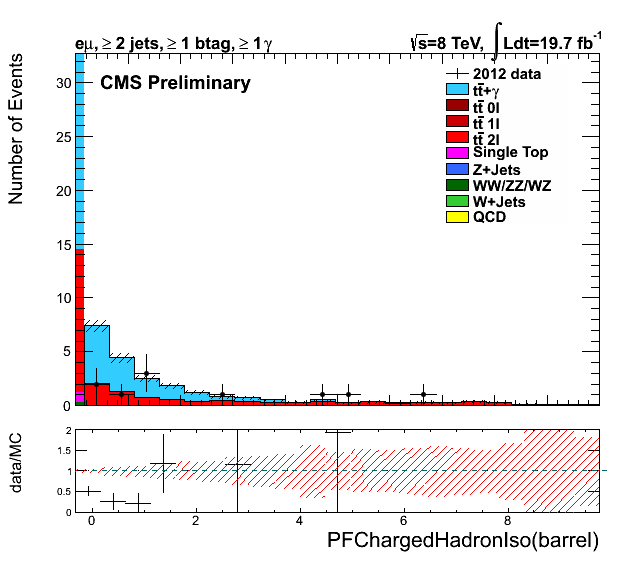 eμ, ≥ 2 jets, ≥ 1 btag, ≥ 1 γ
√s=8 TeV, ∫Ldt=19.7 fb⁻¹
CMS Preliminary
Number of Events
30
25
20
15
10
5
0
2012 data
tt̄+γ
tt̄ 0l
tt̄ 1l
tt̄ 2l
Single Top
Z+Jets
WW/ZZ/WZ
W+Jets
QCD
data/MC
2
1.5
1
0.5
0
0 2 4 6 8
PFChargedHadronIso(barrel)